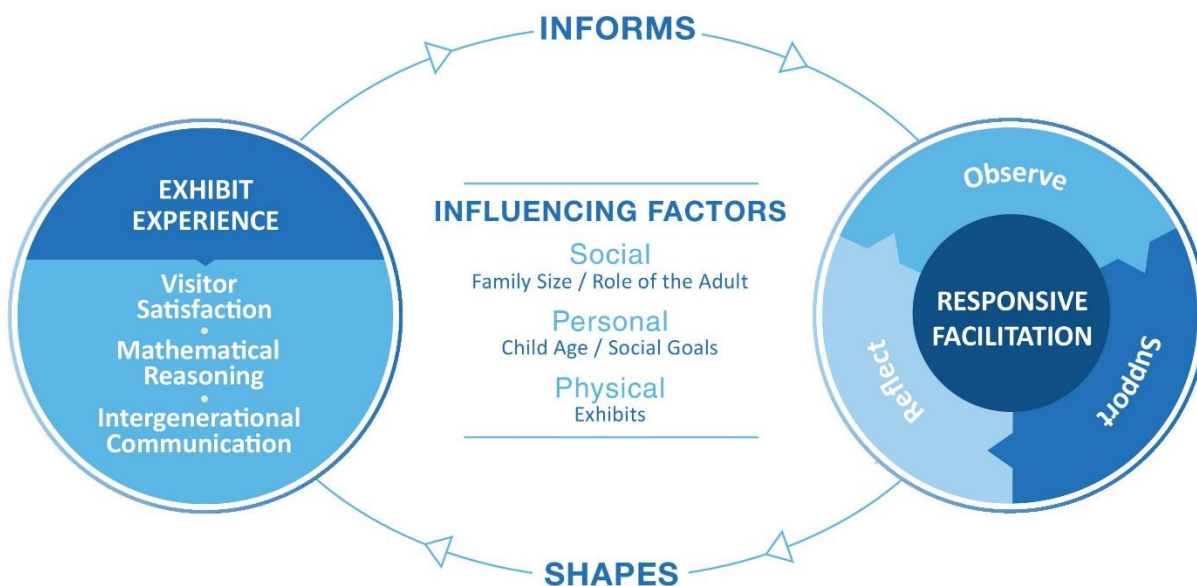 INFORMS
EXHIBIT
EXPERIENCE
Visitor
Satisfaction
Mathematical
Reasoning
Intergenerational
Communication
INFLUENCING FACTORS
Social
Family Size / Role of the Adult
Personal
Child Age / Social Goals
Physical
Exhibits
Observe
RESPONSIVE
FACILITATION
Support
Reflect
SHAPES